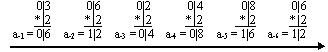 0|3 0|6 0|2 0|4 0|8 0|6
*|2 *|2 *|2 *|2 *|2 *|2
a-1 = 0|6 a-2 = 1|2 a-3 = 0|4 a-4 = 0|8 a-5 = 1|6 a-6 = 1|2